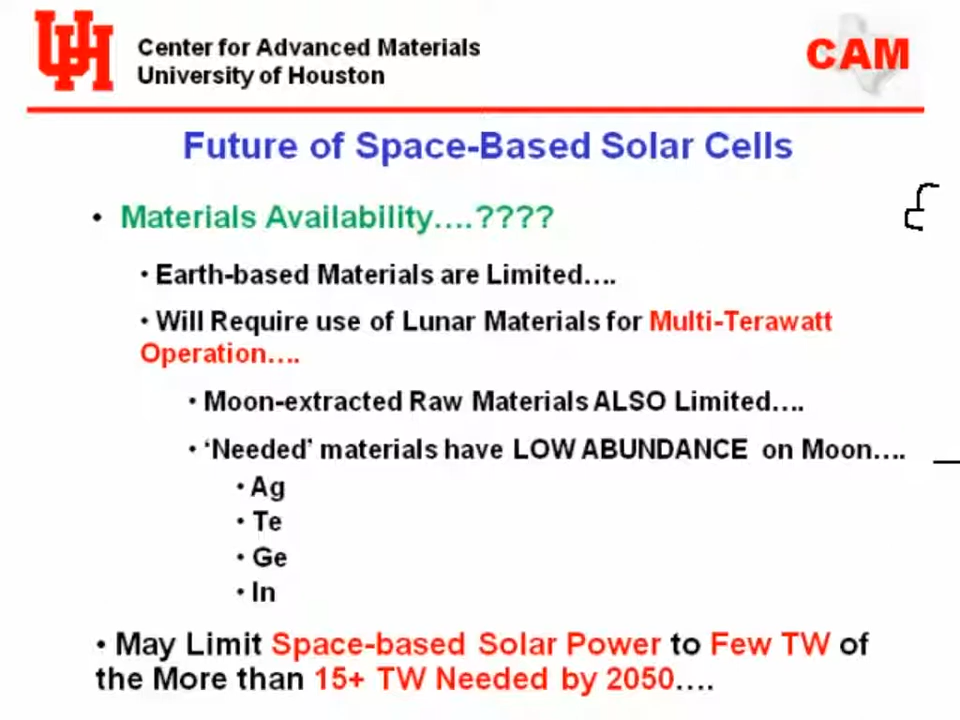 UH
Center for Advanced Materials
University of Houston
CAM
Future of Space-Based Solar Cells
• Materials Availability....????
• Earth-based Materials are Limited....
• Will Require use of Lunar Materials for Multi-Terawatt
Operation....
• Moon-extracted Raw Materials ALSO Limited....
• ‘Needed’ materials have LOW ABUNDANCE on Moon....
• Ag
• Te
• Ge
• In
• May Limit Space-based Solar Power to Few TW of
the More than 15+ TW Needed by 2050....